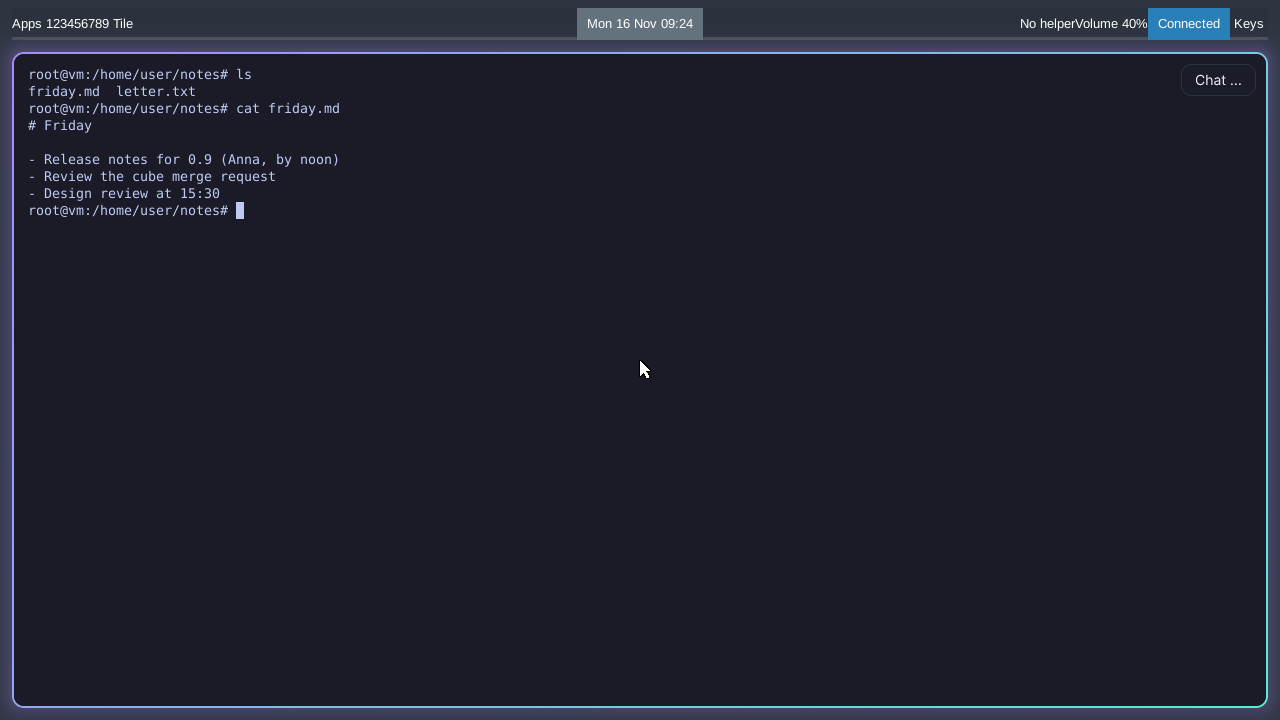 Apps 123456789 Tile
Mon 16 Nov 09:24
No helperVolume 40%
Connected
Keys
Chat ...
root@vm:/home/user/notes# ls
friday.md  letter.txt
root@vm:/home/user/notes# cat friday.md
# Friday
- Release notes for 0.9 (Anna, by noon)
- Review the cube merge request
- Design review at 15:30
root@vm:/home/user/notes#